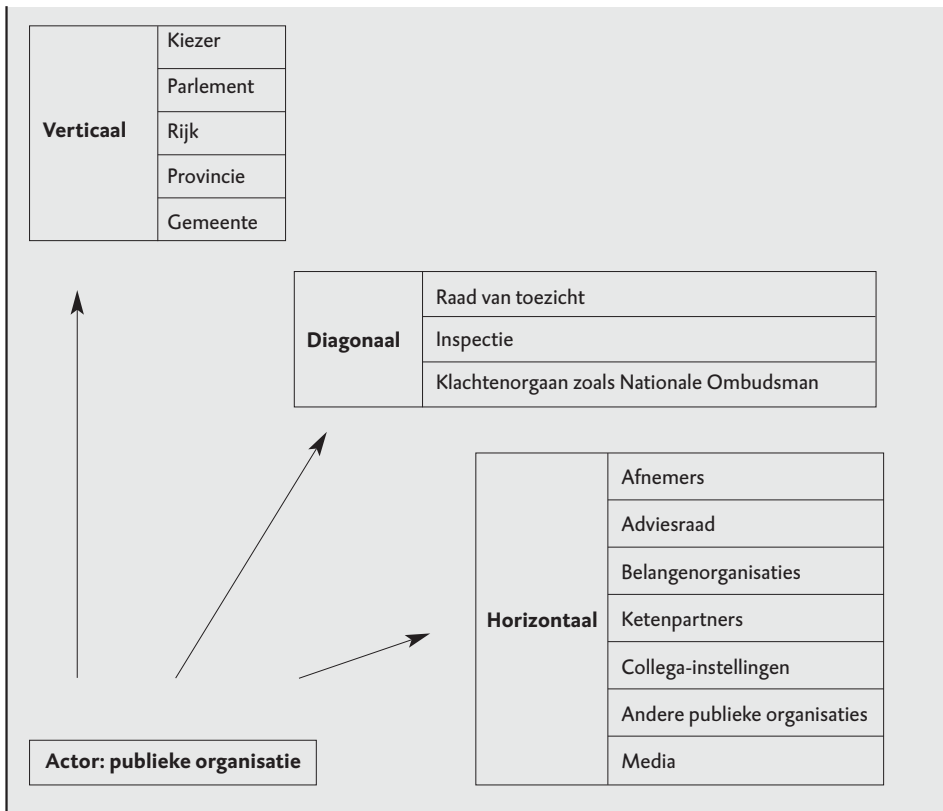 Verticaal
Kiezer
Parlement
Rijk
Provincie
Gemeente
Diagonaal
Raad van toezicht
Inspectie
Klachtenorgaan zoals Nationale Ombudsman
Horizontaal
Afnemers
Adviesraad
Belangenorganisaties
Ketenpartners
Collega-instellingen
Andere publieke organisaties
Media
Actor: publieke organisatie